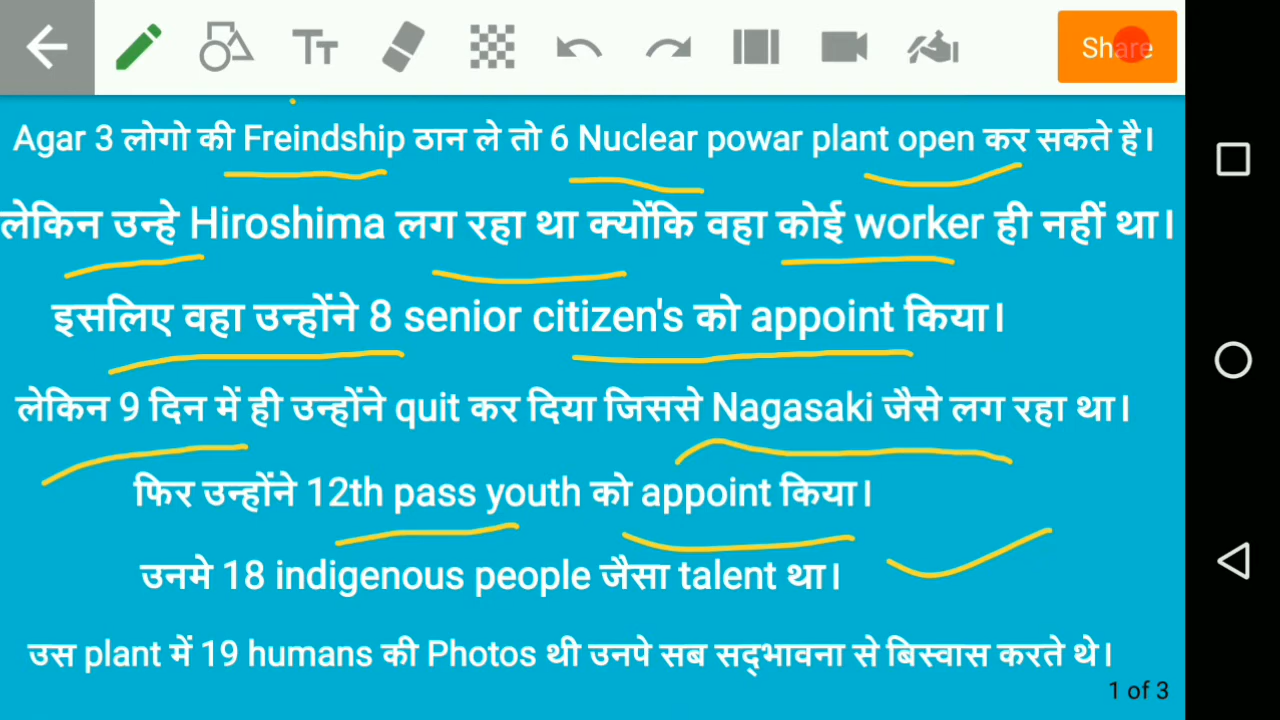 Share
Agar 3 लोगो की Freindship ठान ले तो 6 Nuclear powar plant open कर सकते है।
लेकिन उन्हे Hiroshima लग रहा था क्योंकि वहा कोई worker ही नहीं था।
इसलिए वहा उन्होंने 8 senior citizen's को appoint किया।
लेकिन 9 दिन में ही उन्होंने quit कर दिया जिससे Nagasaki जैसे लग रहा था।
फिर उन्होंने 12th pass youth को appoint किया।
उनमे 18 indigenous people जैसा talent था।
उस plant में 19 humans की Photos थी उनपे सब सद्भावना से बिस्वास करते थे।
1 of 3